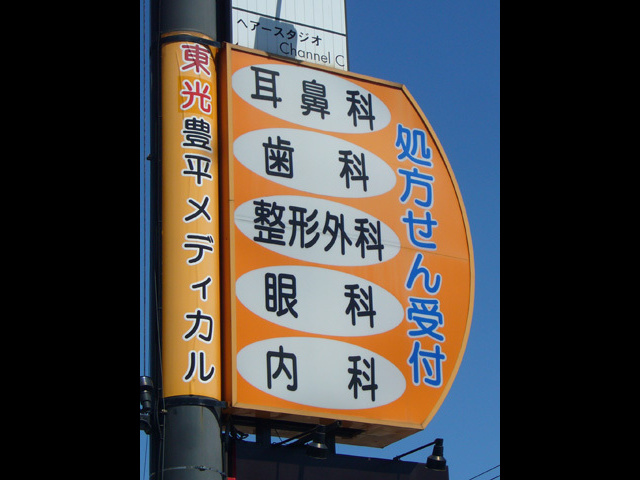 ヘアースタジオ
Channel C
東光豊平メディカル
耳鼻科
歯科
整形外科
眼科
内科
処方せん受付